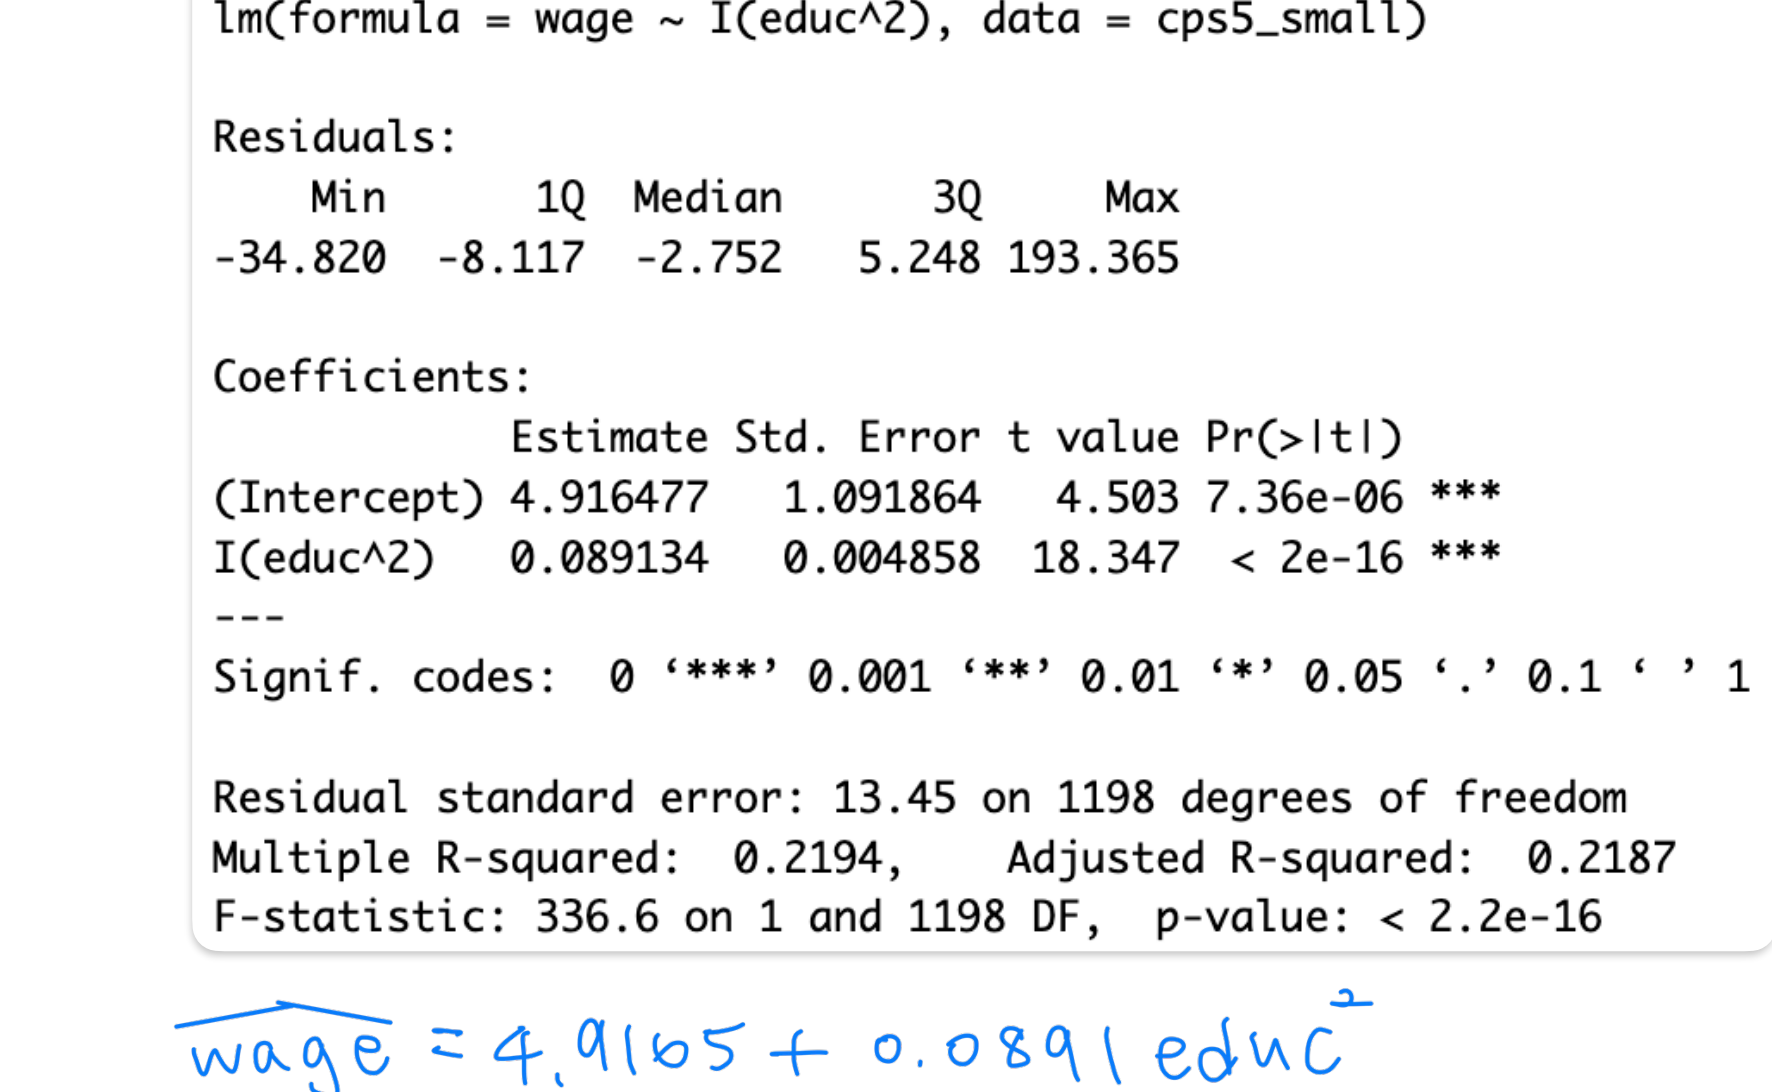 lm(formula = wage ~ I(educ^2), data = cps5_small)
Residuals:
Min 1Q Median 3Q Max
-34.820 -8.117 -2.752 5.248 193.365
Coefficients:
Estimate Std. Error t value Pr(>|t|)
(Intercept) 4.916477 1.091864 4.503 7.36e-06 ***
I(educ^2) 0.089134 0.004858 18.347 < 2e-16 ***
---
Signif. codes: 0 ‘***’ 0.001 ‘**’ 0.01 ‘*’ 0.05 ‘.’ 0.1 ‘ ’ 1
Residual standard error: 13.45 on 1198 degrees of freedom
Multiple R-squared: 0.2194, Adjusted R-squared: 0.2187
F-statistic: 336.6 on 1 and 1198 DF, p-value: < 2.2e-16
$\widehat{wage}$ = 4.9165 + 0.0891 educ²